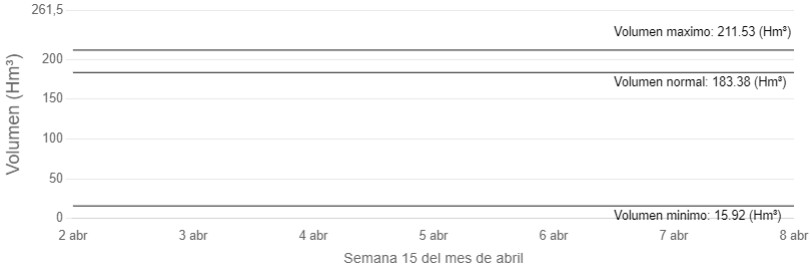 261,5
Volumen maximo: 211.53 (Hm³)
200
Volumen normal: 183.38 (Hm³)
150
100
50
Volumen minimo: 15.92 (Hm³)
0
Volumen (Hm³)
2 abr 3 abr 4 abr 5 abr 6 abr 7 abr 8 abr
Semana 15 del mes de abril